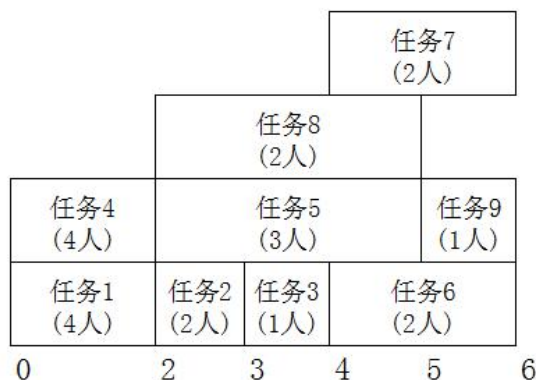 任务7
(2人)
任务8
(2人)
任务4
(4人)
任务5
(3人)
任务9
(1人)
任务1
(4人)
任务2
(2人)
任务3
(1人)
任务6
(2人)
0 2 3 4 5 6